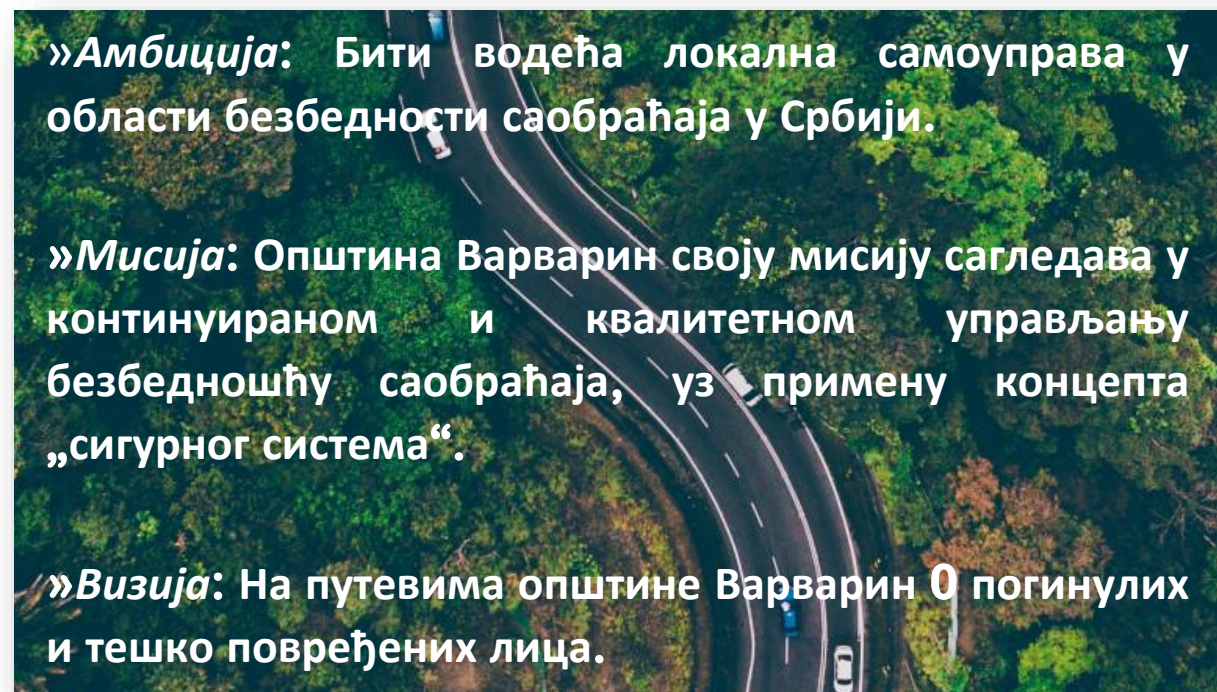 »Амбиција: Бити водећа локална самоуправа у
области безбедности саобраћаја у Србији.
»Мисија: Општина Варварин своју мисију сагледава у
континуираном и квалитетном управљању
безбедношћу саобраћаја, уз примену концепта
„сигурног система“.
»Визија: На путевима општине Варварин 0 погинулих
и тешко повређених лица.